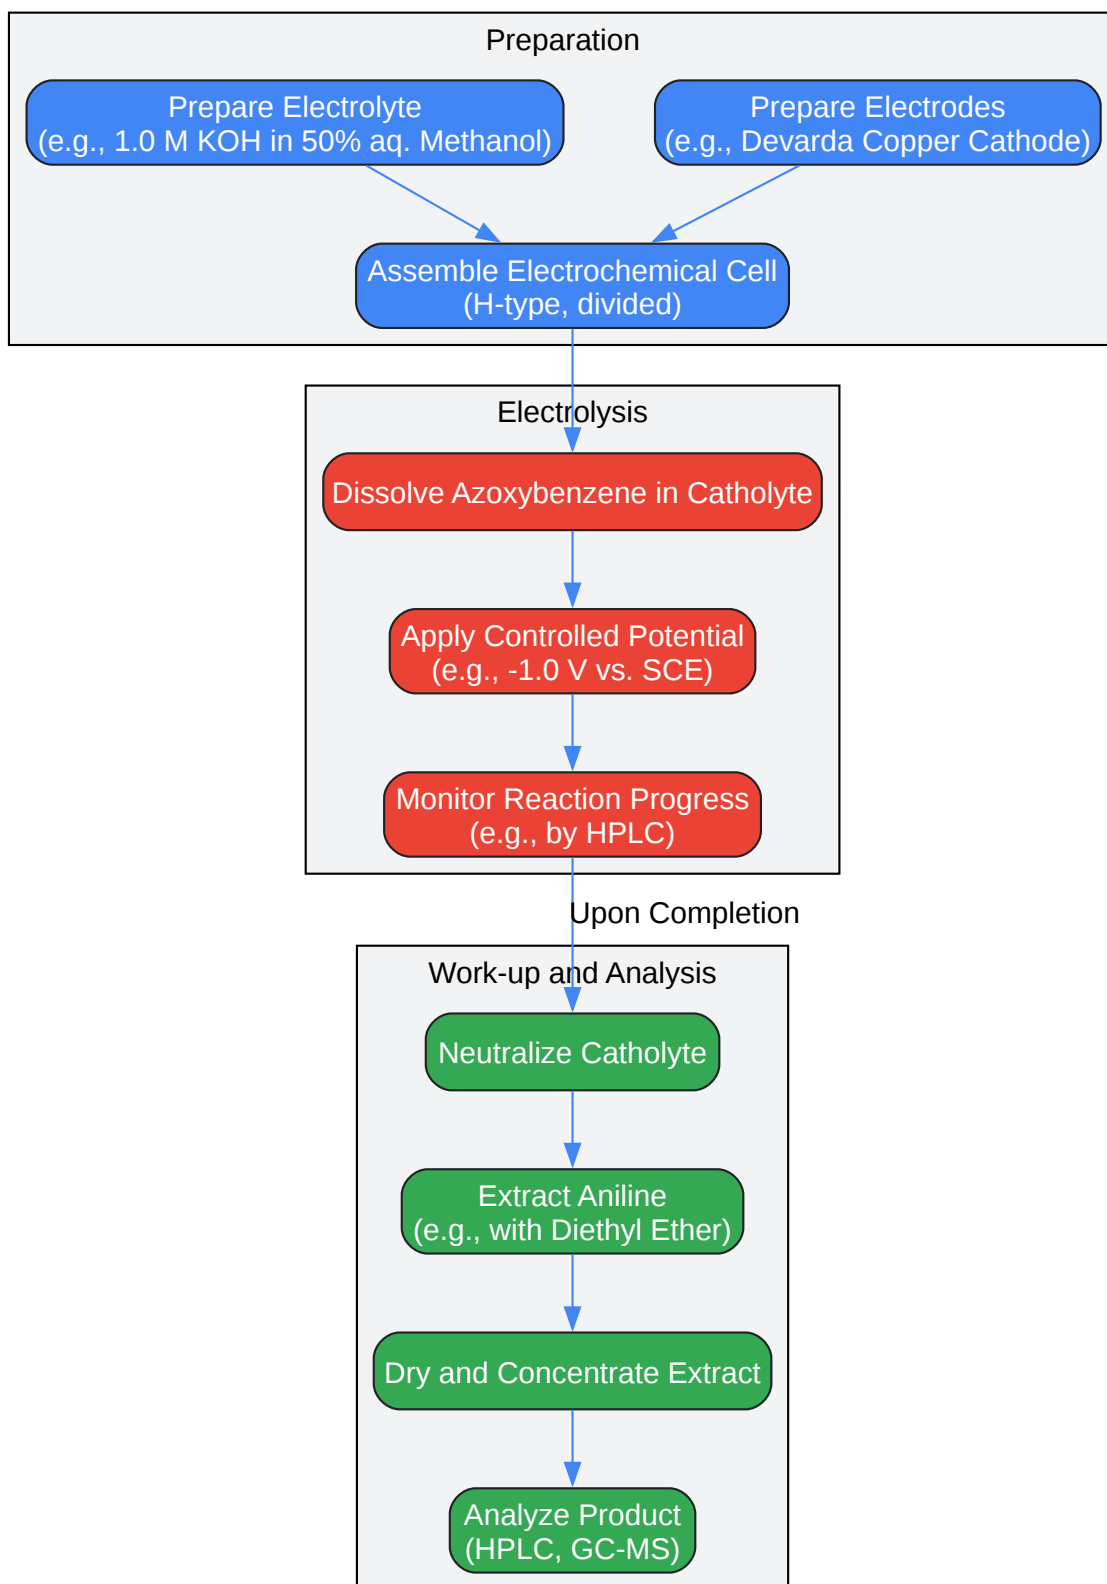 Preparation
Prepare Electrolyte
(e.g., 1.0 M KOH in 50% aq. Methanol)
Prepare Electrodes
(e.g., Devarda Copper Cathode)
Assemble Electrochemical Cell
(H-type, divided)
Electrolysis
Dissolve Azoxybenzene in Catholyte
Apply Controlled Potential
(e.g., -1.0 V vs. SCE)
Monitor Reaction Progress
(e.g., by HPLC)
Upon Completion
Work-up and Analysis
Neutralize Catholyte
Extract Aniline
(e.g., with Diethyl Ether)
Dry and Concentrate Extract
Analyze Product
(HPLC, GC-MS)